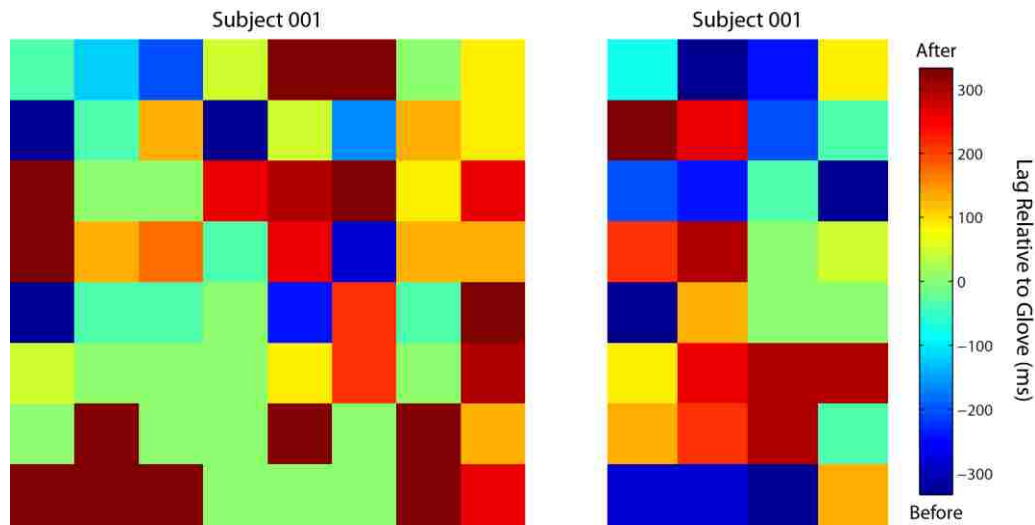 Subject 001
Subject 001
After
300
200
100
0
−100
−200
−300
Before
Lag Relative to Glove (ms)